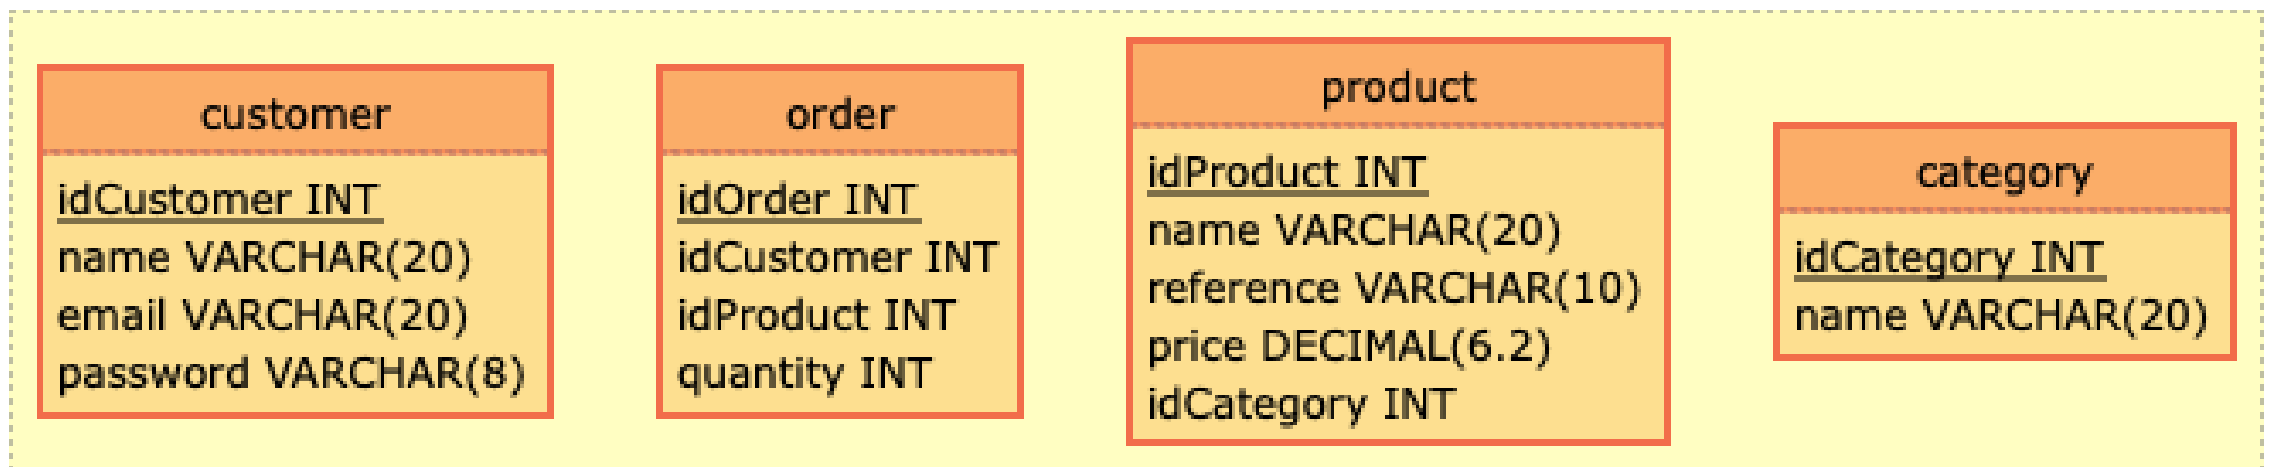 customer
idCustomer INT
name VARCHAR(20)
email VARCHAR(20)
password VARCHAR(8)
order
idOrder INT
idCustomer INT
idProduct INT
quantity INT
product
idProduct INT
name VARCHAR(20)
reference VARCHAR(10)
price DECIMAL(6.2)
idCategory INT
category
idCategory INT
name VARCHAR(20)